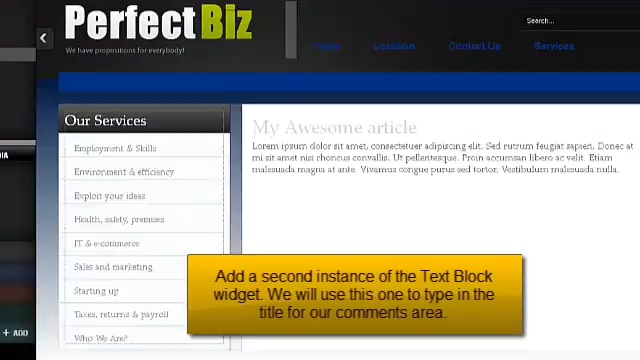 PerfectBiz
We have propositions for everybody!
Search...
Home Location Contact Us Services
Our Services
Employment & Skills
Environment & efficiency
Exploit your ideas
Health, safety, premises
IT & e-commerce
Sales and marketing
Starting up
Taxes, returns & payroll
Who We Are?
My Awesome article
Lorem ipsum dolor sit amet, consectetuer adipiscing elit. Sed rutrum feugiat sapien. Donec at
mi sit amet nisi rhoncus convallis. Ut pellentesque. Proin accumsan libero ac velit. Etiam
malesuada magna at ante. Vivamus congue purus sed tortor. Vestibulum malesuada nulla.
Add a second instance of the Text Block
widget. We will use this one to type in the
title for our comments area.
+ ADD